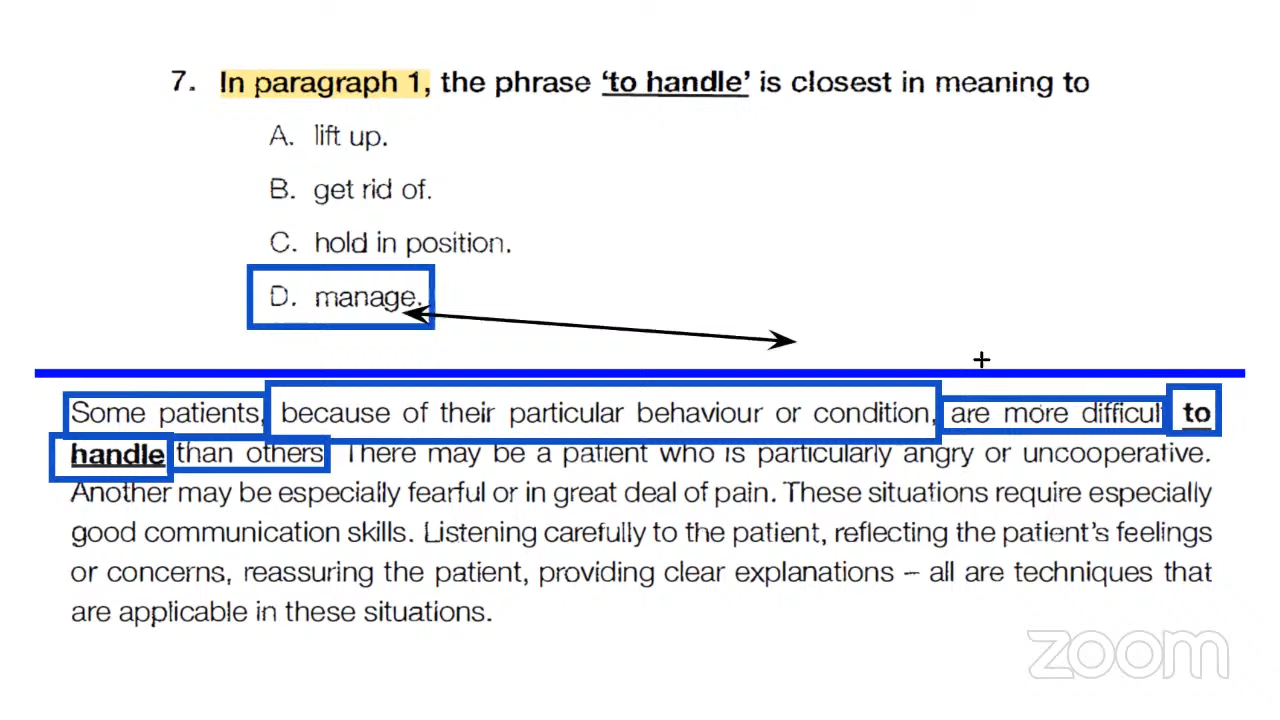 7. In paragraph 1, the phrase ‘to handle’ is closest in meaning to
A. lift up.
B. get rid of.
C. hold in position.
D. manage.
Some patients, because of their particular behaviour or condition, are more difficult to
handle than others. There may be a patient who is particularly angry or uncooperative.
Another may be especially fearful or in great deal of pain. These situations require especially
good communication skills. Listening carefully to the patient, reflecting the patient’s feelings
or concerns, reassuring the patient, providing clear explanations – all are techniques that
are applicable in these situations.
zoom